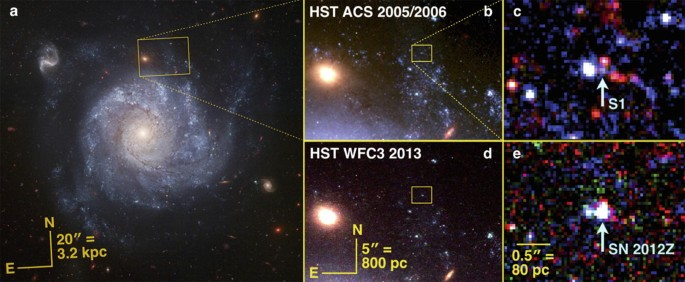 a
N
20″ =
3.2 kpc
E
HST ACS 2005/2006
b
HST WFC3 2013
d
N
5″ =
800 pc
E
c
S1
e
0.5″ =
80 pc
SN 2012Z